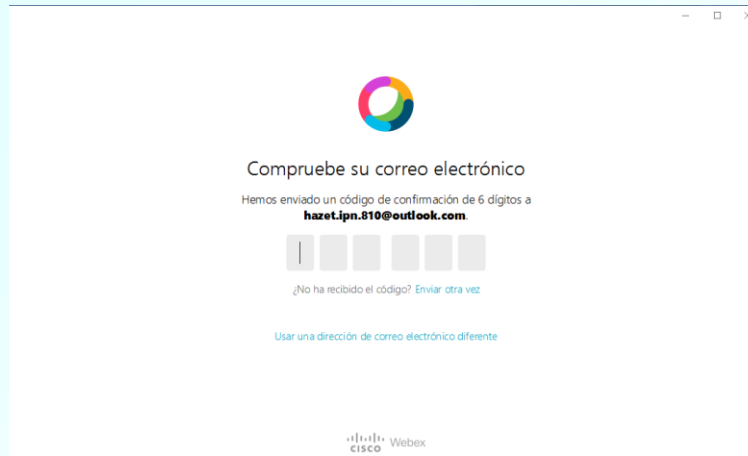 Compruebe su correo electrónico
Hemos enviado un código de confirmación de 6 dígitos a
hazet.ipn.810@outlook.com.
¿No ha recibido el código? Enviar otra vez
Usar una dirección de correo electrónico diferente
CISCO Webex